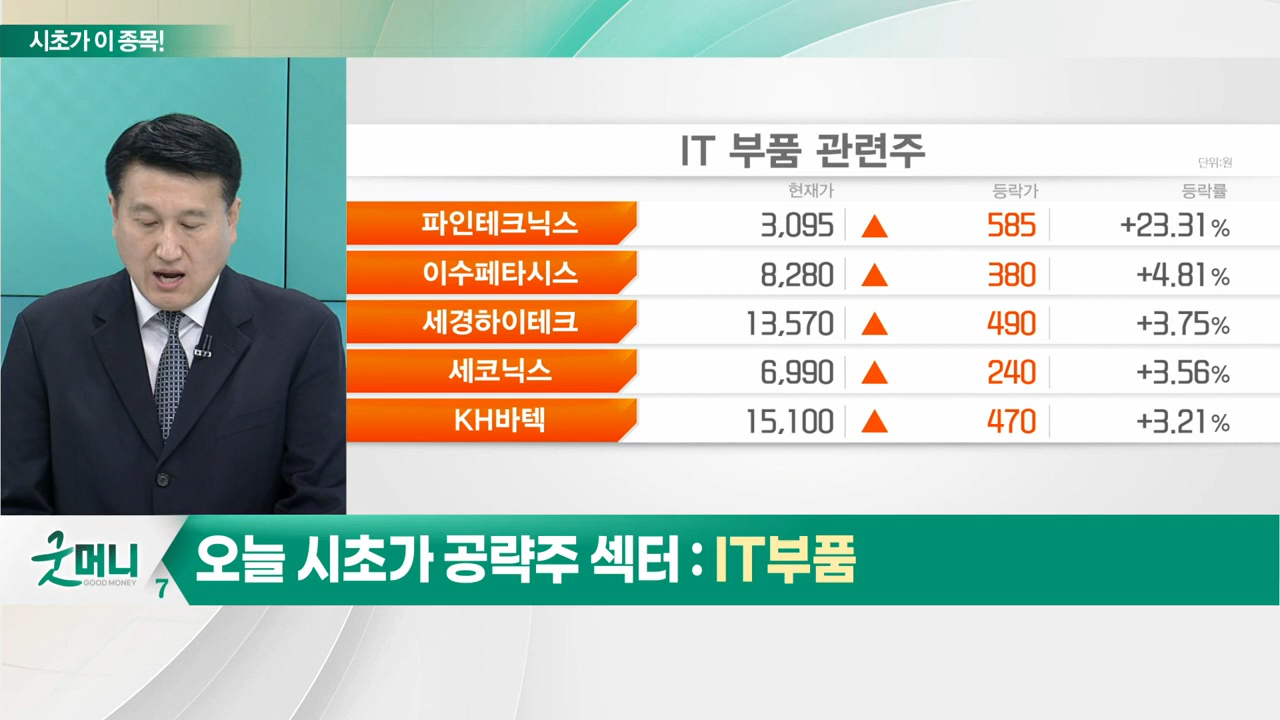 시초가 이 종목!
IT 부품 관련주
단위:원
현재가 등락가 등락률
파인테크닉스 3,095 ▲ 585 +23.31%
이수페타시스 8,280 ▲ 380 +4.81%
세경하이테크 13,570 ▲ 490 +3.75%
세코닉스 6,990 ▲ 240 +3.56%
KH바텍 15,100 ▲ 470 +3.21%
굿머니
GOOD MONEY
7
오늘 시초가 공략주 섹터 : IT부품